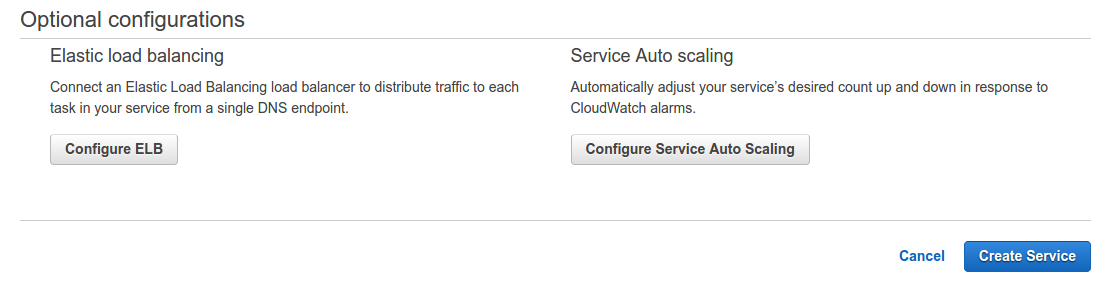 Optional configurations
Elastic load balancing
Connect an Elastic Load Balancing load balancer to distribute traffic to each
task in your service from a single DNS endpoint.
Configure ELB
Service Auto scaling
Automatically adjust your service's desired count up and down in response to
CloudWatch alarms.
Configure Service Auto Scaling
Cancel
Create Service